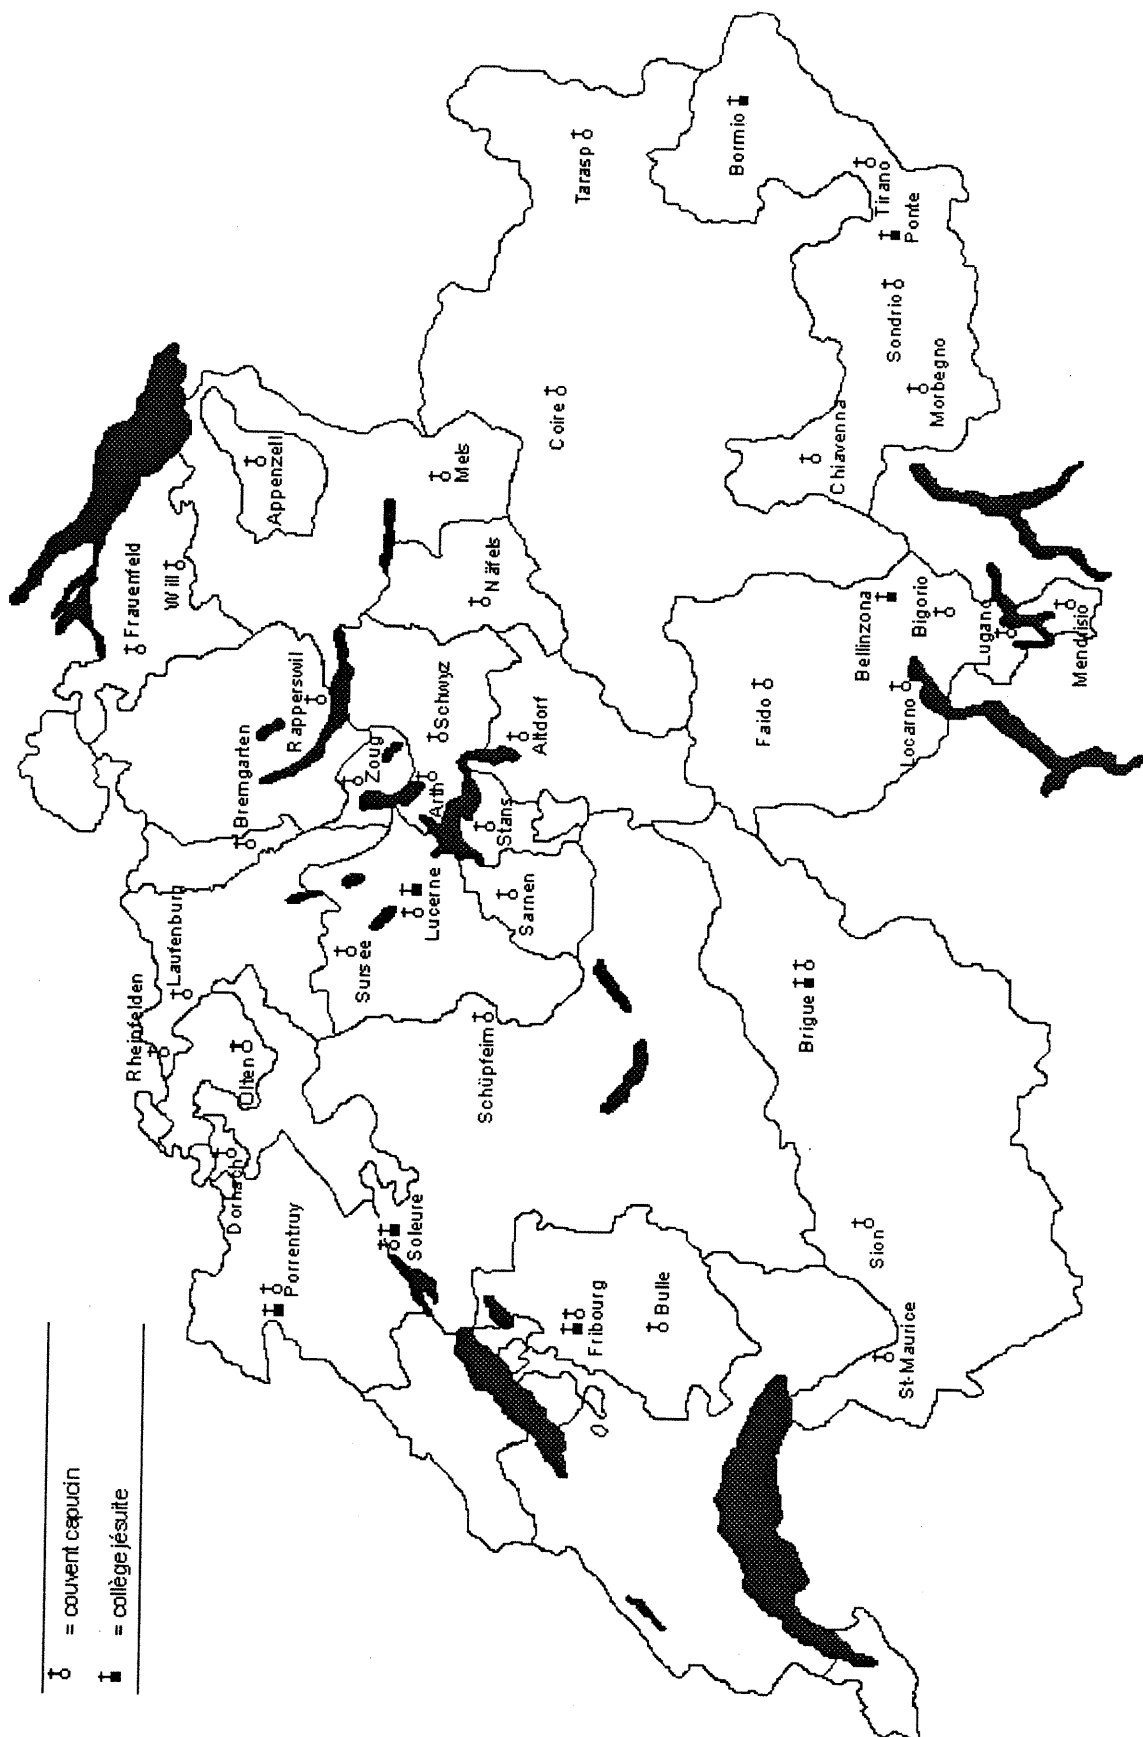 = couvent capucin
= collège jésuite
Frauenfeld
Will
Appenzell
Rheinfelden
Laufenburg
Bremgarten
Rapperswil
Dornach
Olten
Porrentruy
Soleure
Sursee
Lucerne
Zoug
Arth
Schwyz
Näfels
Mels
Coire
Tarasp
Schüpfeim
Sarnen
Stans
Altdorf
Fribourg
Bulle
Bormio
Tirano
Ponte
Sondrio
Morbegno
Chiavenna
Faido
Bellinzona
Bigorio
Locarno
Lugano
Mendrisio
Brigue
Sion
St-Maurice